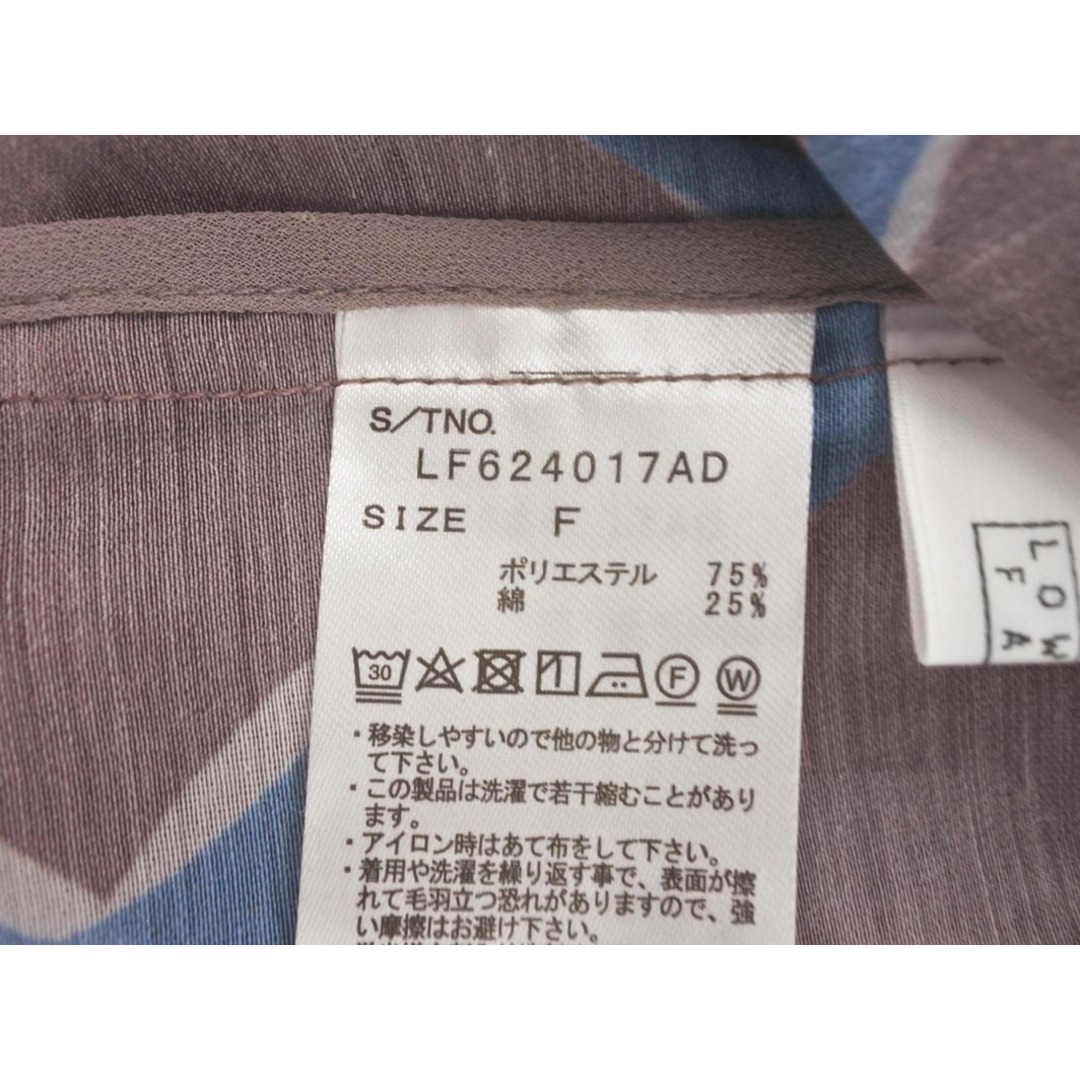 S/TNO.
LF624017AD
SIZE F
ポリエステル 75%
綿 25%
30
F
W
・移染しやすいので他の物と分けて洗っ
て下さい。
・この製品は洗濯で若干縮むことがあり
ます。
・アイロン時はあて布をして下さい。
・着用や洗濯を繰り返す事で、表面が擦
れて毛羽立つ恐れがありますので、強
い摩擦はお避け下さい。
LOW
FA